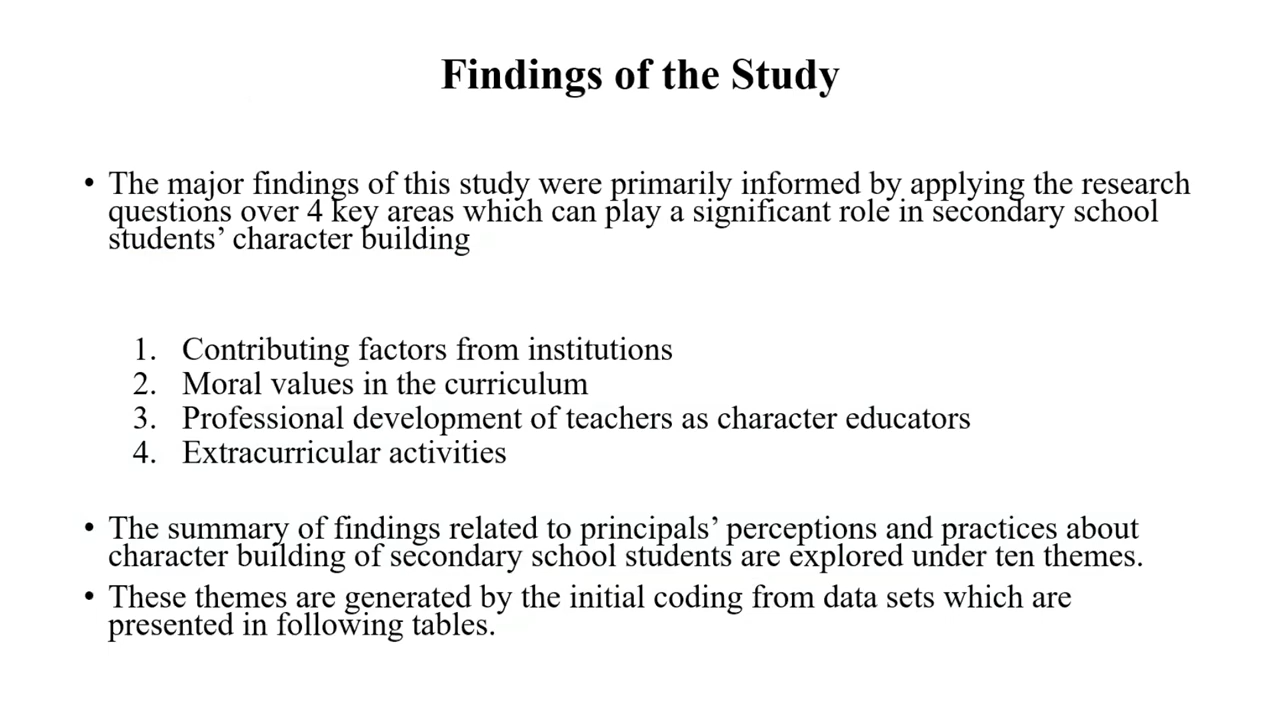 Findings of the Study
• The major findings of this study were primarily informed by applying the research
questions over 4 key areas which can play a significant role in secondary school
students’ character building
1. Contributing factors from institutions
2. Moral values in the curriculum
3. Professional development of teachers as character educators
4. Extracurricular activities
• The summary of findings related to principals’ perceptions and practices about
character building of secondary school students are explored under ten themes.
• These themes are generated by the initial coding from data sets which are
presented in following tables.